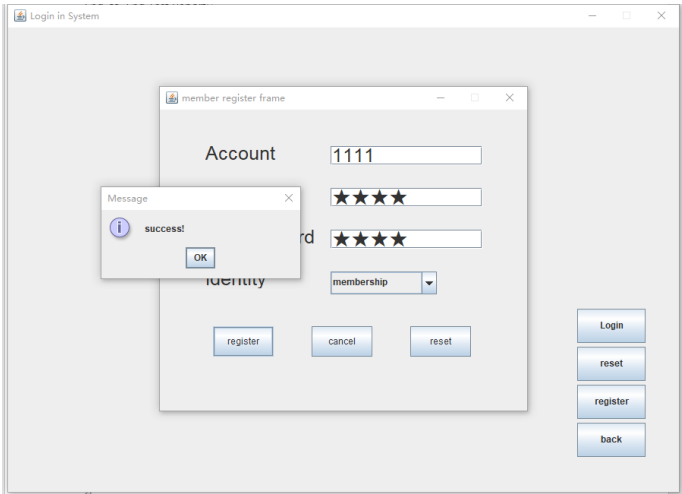 Login in System
member register frame
Account
1111
Message
★★★★
success!
rd
★★★★
OK
Identity
membership
register
cancel
reset
Login
reset
register
back